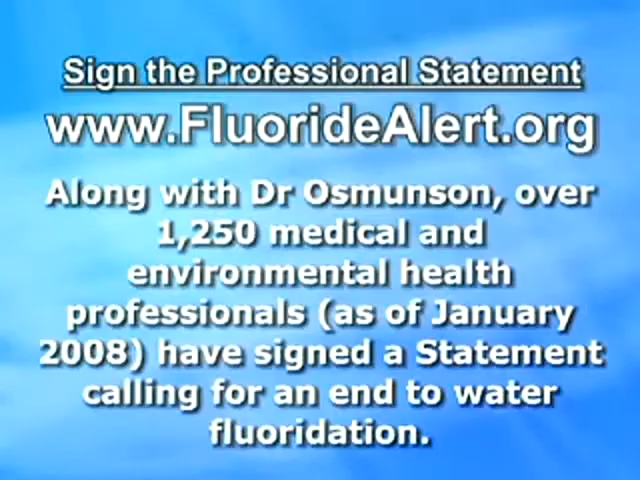 Sign the Professional Statement
www.FluorideAlert.org
Along with Dr Osmunson, over
1,250 medical and
environmental health
professionals (as of January
2008) have signed a Statement
calling for an end to water
fluoridation.